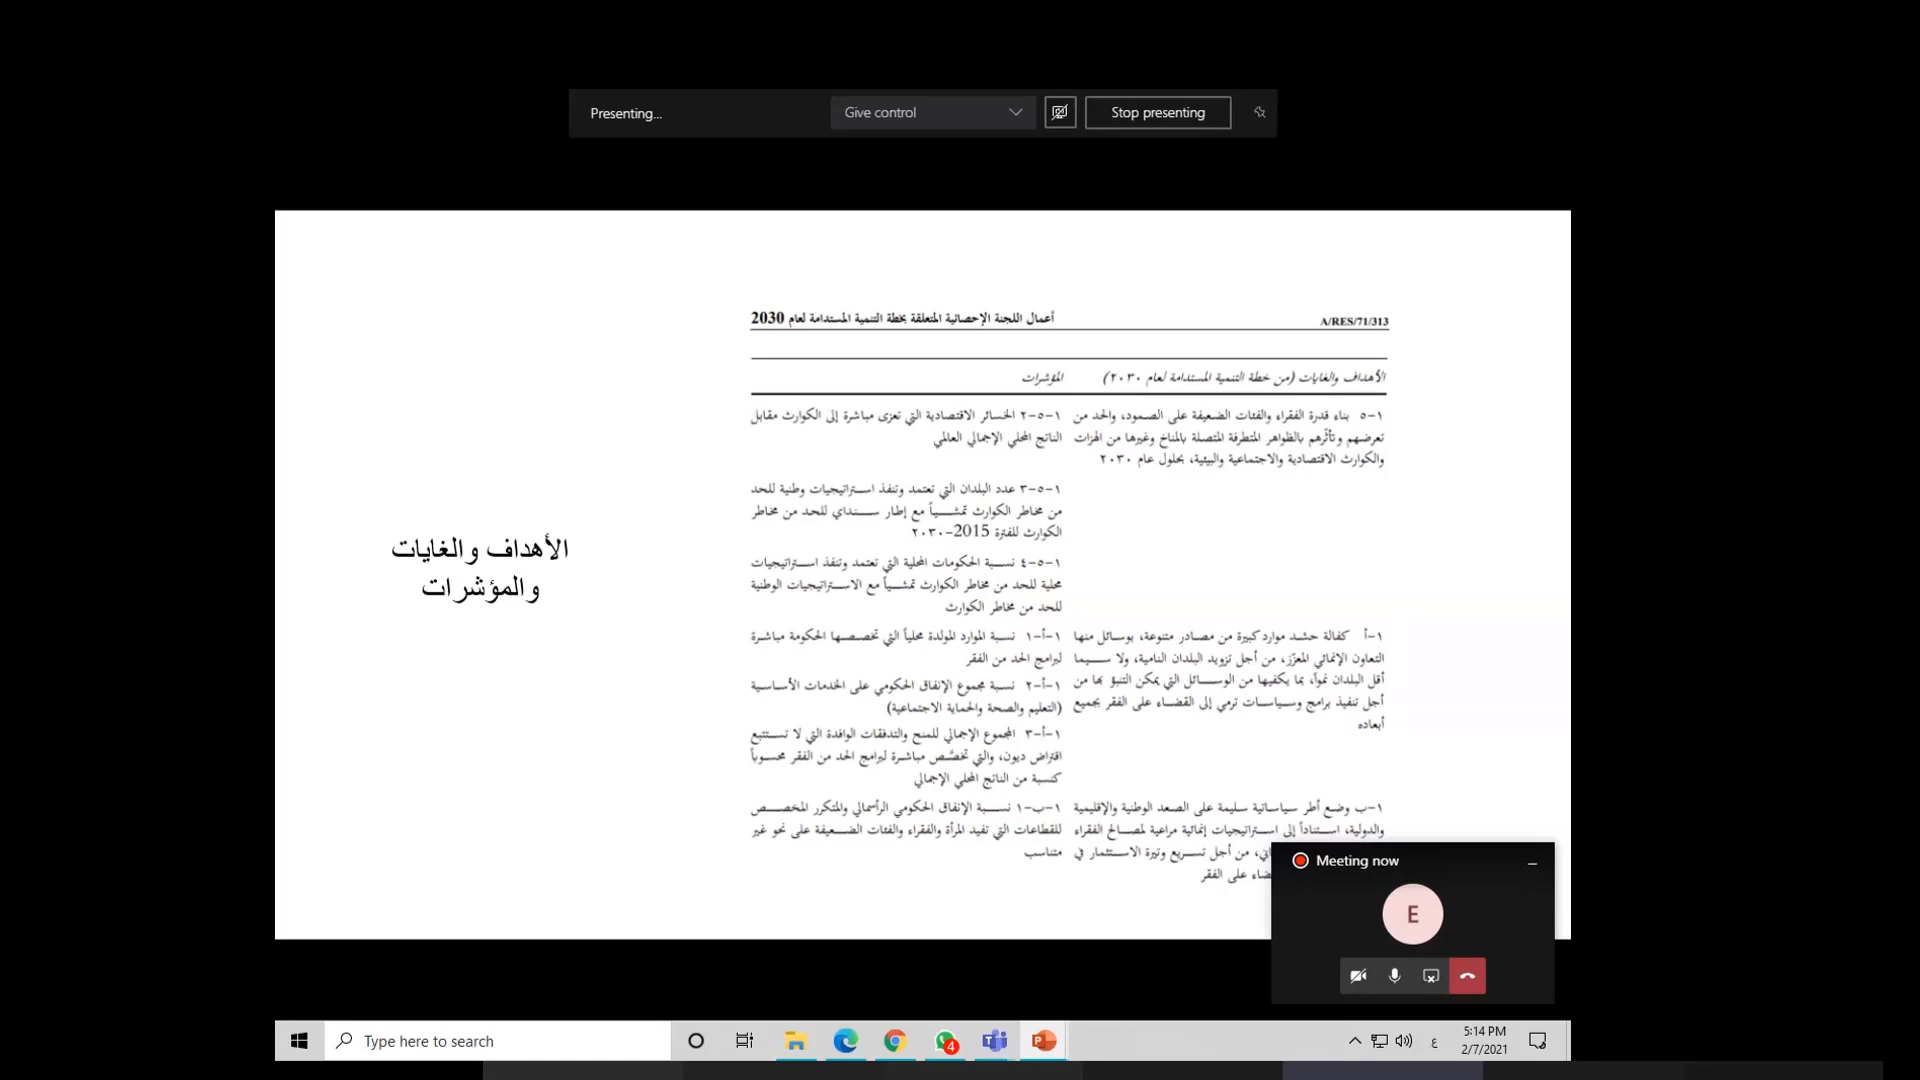 Presenting...
Give control
Stop presenting
أعمال اللجنة الإحصائية المتعلقة بخطة التنمية المستدامة لعام 2030
A/RES/71/313
الأهداف والغايات (من خطة التنمية المستدامة لعام ٢٠٣٠)
المؤشرات
١-٥ بناء قدرة الفقراء والفئات الضعيفة على الصمود، والحد من
تعرضهم وتأثّرهم بالظواهر المتطرفة المتصلة بالمناخ وغيرها من الهزات
والكوارث الاقتصادية والاجتماعية والبيئية، بحلول عام ٢٠٣٠
١-٥-٢ الخسائر الاقتصادية التي تعزى مباشرة إلى الكوارث مقابل
الناتج المحلي الإجمالي العالمي
١-٥-٣ عدد البلدان التي تعتمد وتنفذ استراتيجيات وطنية للحد
من مخاطر الكوارث تمشياً مع إطار سنداي للحد من مخاطر
الكوارث للفترة 2015-٢٠٣٠
١-٥-٤ نسبة الحكومات المحلية التي تعتمد وتنفذ استراتيجيات
محلية للحد من مخاطر الكوارث تمشياً مع الاستراتيجيات الوطنية
للحد من مخاطر الكوارث
١-أ كفالة حشد موارد كبيرة من مصادر متنوعة، بوسائل منها
التعاون الإنمائي المعزّز، من أجل تزويد البلدان النامية، ولا سيما
أقل البلدان نمواً، بما يكفيها من الوسائل التي يمكن التنبؤ بها من
أجل تنفيذ برامج وسياسات ترمي إلى القضاء على الفقر بجميع
أبعاده
١-أ-١ نسبة الموارد المولدة محلياً التي تخصصها الحكومة مباشرة
لبرامج الحد من الفقر
١-أ-٢ نسبة مجموع الإنفاق الحكومي على الخدمات الأساسية
(التعليم والصحة والحماية الاجتماعية)
١-أ-٣ المجموع الإجمالي للمنح والتدفقات الوافدة التي لا تستتبع
اقتراض ديون، والتي تخصَّص مباشرة لبرامج الحد من الفقر محسوباً
كنسبة من الناتج المحلي الإجمالي
١-ب وضع أطر سياساتية سليمة على الصعد الوطنية والإقليمية
والدولية، استناداً إلى استراتيجيات إنمائية مراعية لمصالح الفقراء
من أجل تسريع وتيرة الاستثمار في
على الفقر
١-ب-١ نسبة الإنفاق الحكومي الرأسمالي والمتكرر المخصص
للقطاعات التي تفيد المرأة والفقراء والفئات الضعيفة على نحو غير
متناسب
الأهداف والغايات
والمؤشرات
Meeting now
E
Type here to search
4
ع
5:14 PM
2/7/2021